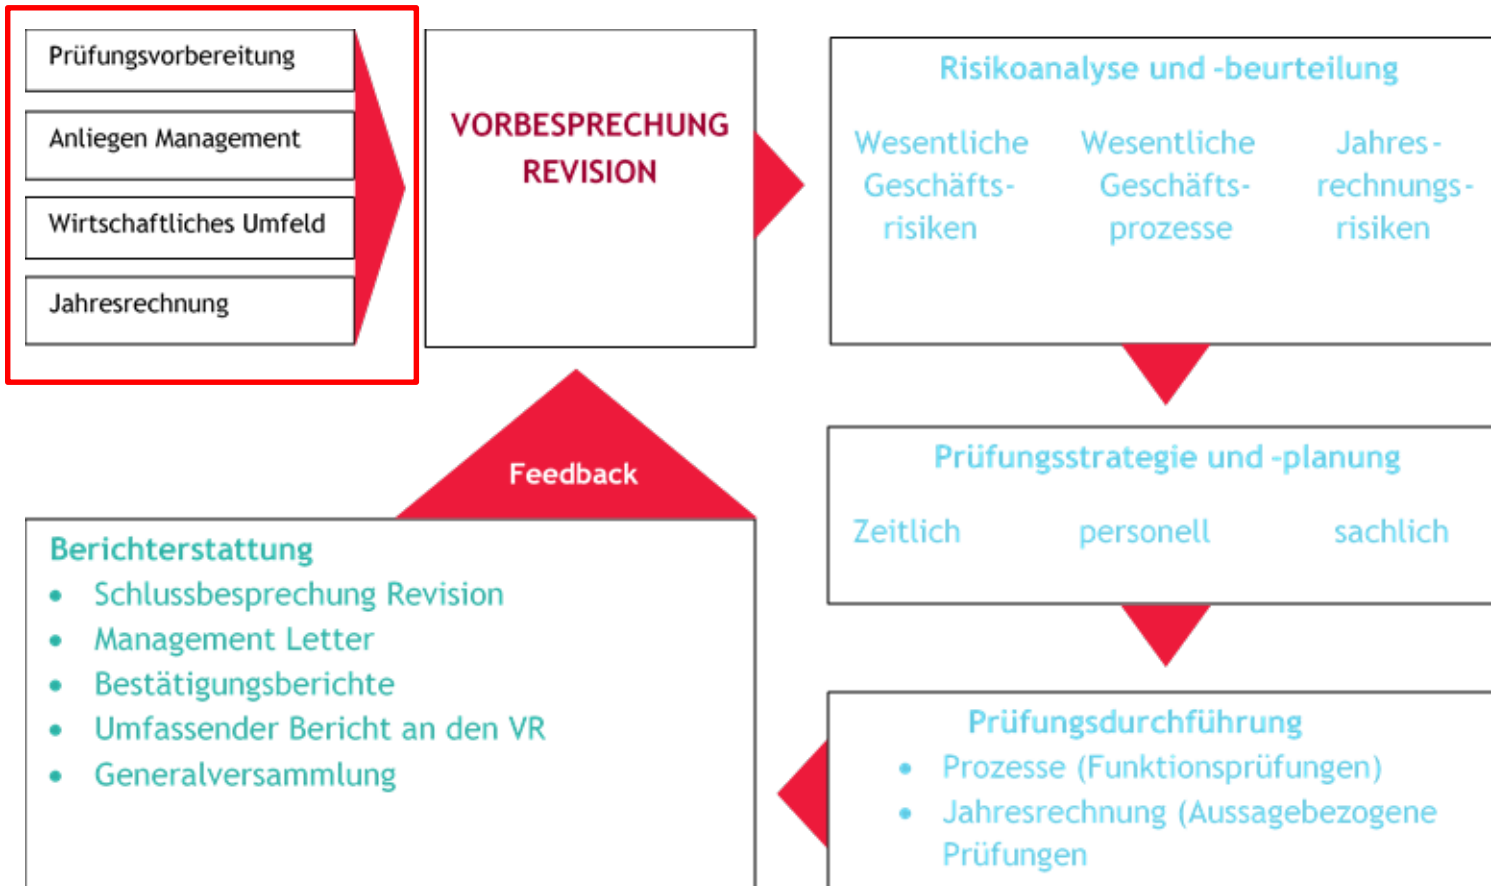 Prüfungsvorbereitung
Anliegen Management
Wirtschaftliches Umfeld
Jahresrechnung
VORBESPRECHUNG
REVISION
Risikoanalyse und -beurteilung
Wesentliche
Geschäfts-
risiken
Wesentliche
Geschäfts-
prozesse
Jahres-
rechnungs-
risiken
Prüfungsstrategie und -planung
Zeitlich personell sachlich
Prüfungsdurchführung
• Prozesse (Funktionsprüfungen)
• Jahresrechnung (Aussagebezogene
Prüfungen
Feedback
Berichterstattung
• Schlussbesprechung Revision
• Management Letter
• Bestätigungsberichte
• Umfassender Bericht an den VR
• Generalversammlung